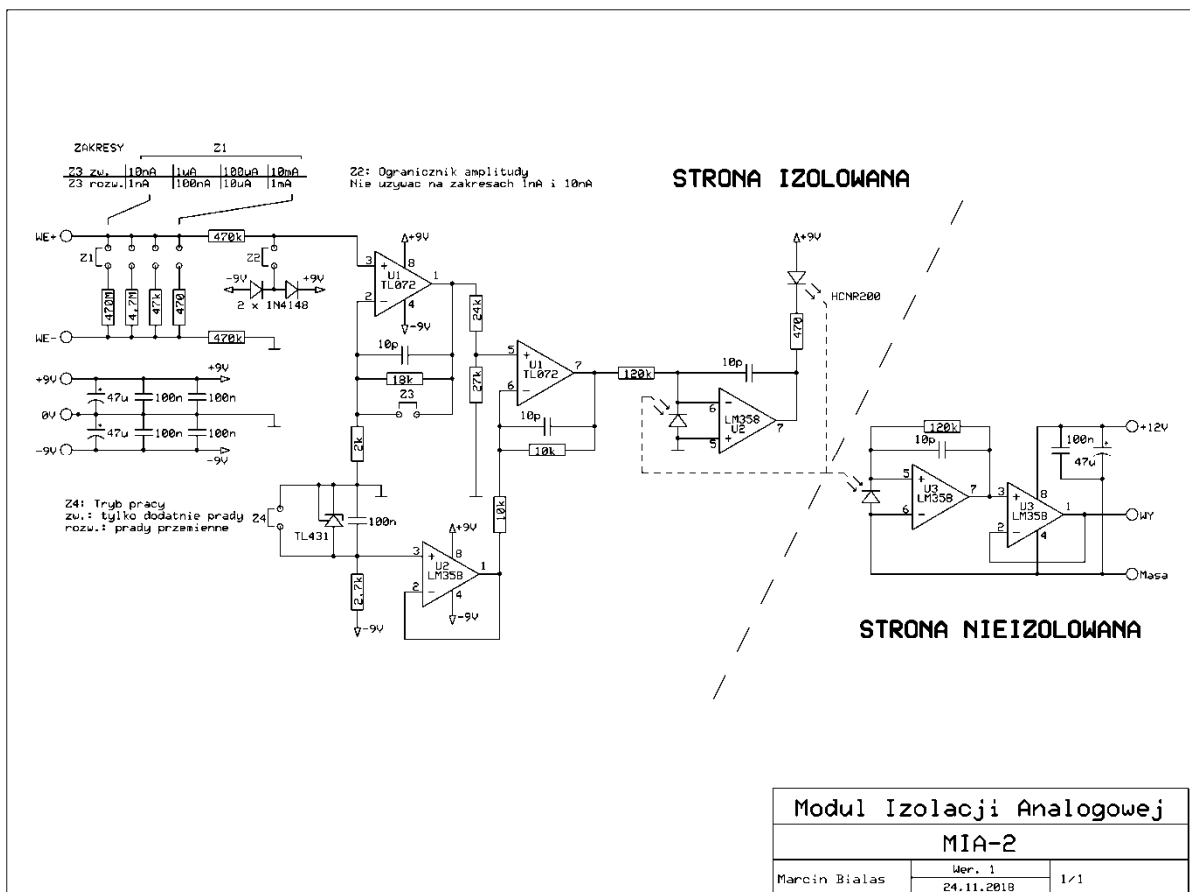 ZAKRESY Z1
Z3 zw. 10nA 1uA 100uA 10mA
Z3 rozw. 1nA 100nA 10uA 1mA
Z2: Ogranicznik amplitudy
Nie uzywac na zakresach 1nA i 10nA
STRONA IZOLOWANA
WE+
470k
Z1
Z2
-9V
+9V
2 x 1N4148
470M
4,7M
47k
470
WE-
470k
+9V
0V
-9V
47u
100n
100n
+9V
47u
100n
100n
-9V
+9V
3
+
8
U1
TL072
1
2
-
4
-9V
10p
18k
Z3
2k
24k
27k
5
+
U1
TL072
7
6
-
10p
10k
10k
120k
10p
6
-
LM358
U2
5
+
7
+9V
HCNR200
470
Z4: Tryb pracy
zw.: tylko dodatnie prady
rozw.: prady przemienne
Z4
TL431
100n
2,7k
-9V
+9V
3
+
8
U2
LM358
1
2
-
4
-9V
120k
10p
5
+
U3
LM358
7
6
-
3
+
8
U3
LM358
1
2
-
4
100n
47u
+12V
WY
Masa
STRONA NIEIZOLOWANA
Modul Izolacji Analogowej
MIA-2
Marcin Bialas
Wer. 1
24.11.2018
1/1